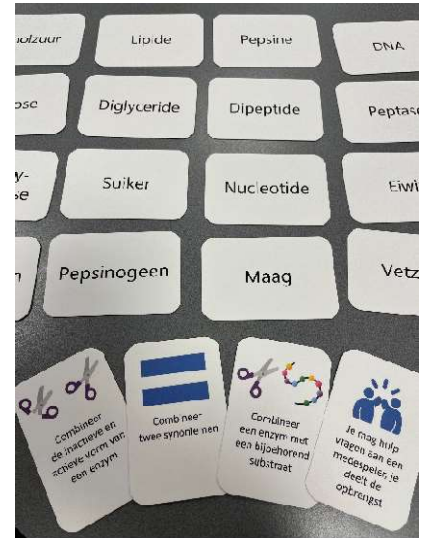 Lipide
Pepsine
DNA
Diglyceride
Dipeptide
Suiker
Nucleotide
Pepsinogeen
Maag
Combineer
de inactieve en
actieve vorm van
een enzym
Combineer
twee synoniemen
Combineer
een enzym met
een bijbehorend
substraat
Je mag hulp
vragen aan een
medespeler, je
deelt de
opbrengst